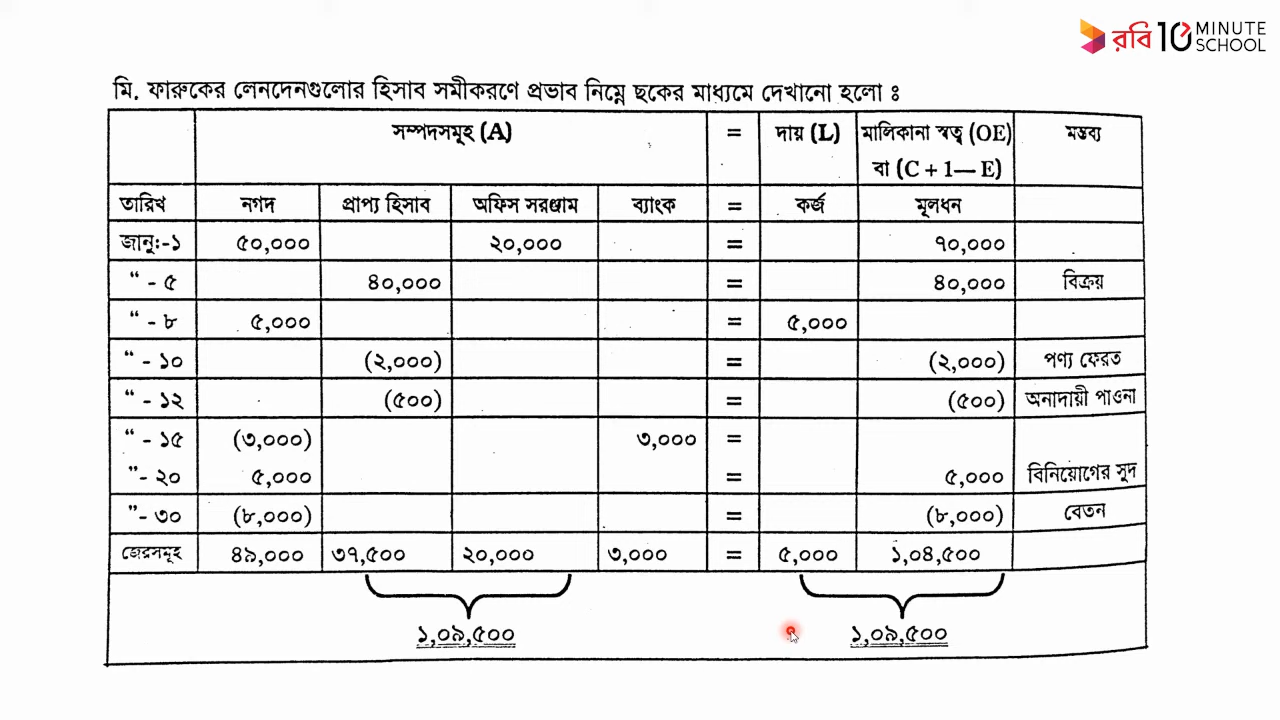 রবি 10 MINUTE SCHOOL
মি. ফারুকের লেনদেনগুলোর হিসাব সমীকরণে প্রভাব নিম্নে ছকের মাধ্যমে দেখানো হলো ঃ
সম্পদসমূহ (A) = দায় (L) মালিকানা স্বত্ব (OE) মন্তব্য
বা (C + 1— E)
তারিখ নগদ প্রাপ্য হিসাব অফিস সরঞ্জাম ব্যাংক = কর্জ মূলধন
জানুঃ-১ ৫০,০০০ ২০,০০০ = ৭০,০০০
“ - ৫ ৪০,০০০ = ৪০,০০০ বিক্রয়
“ - ৮ ৫,০০০ = ৫,০০০
“ - ১০ (২,০০০) = (২,০০০) পণ্য ফেরত
“ - ১২ (৫০০) = (৫০০) অনাদায়ী পাওনা
“ - ১৫ (৩,০০০) ৩,০০০ =
”- ২০ ৫,০০০ = ৫,০০০ বিনিয়োগের সুদ
”- ৩০ (৮,০০০) = (৮,০০০) বেতন
জেরসমূহ ৪৯,০০০ ৩৭,৫০০ ২০,০০০ ৩,০০০ = ৫,০০০ ১,০৪,৫০০
১,০৯,৫০০ ১,০৯,৫০০